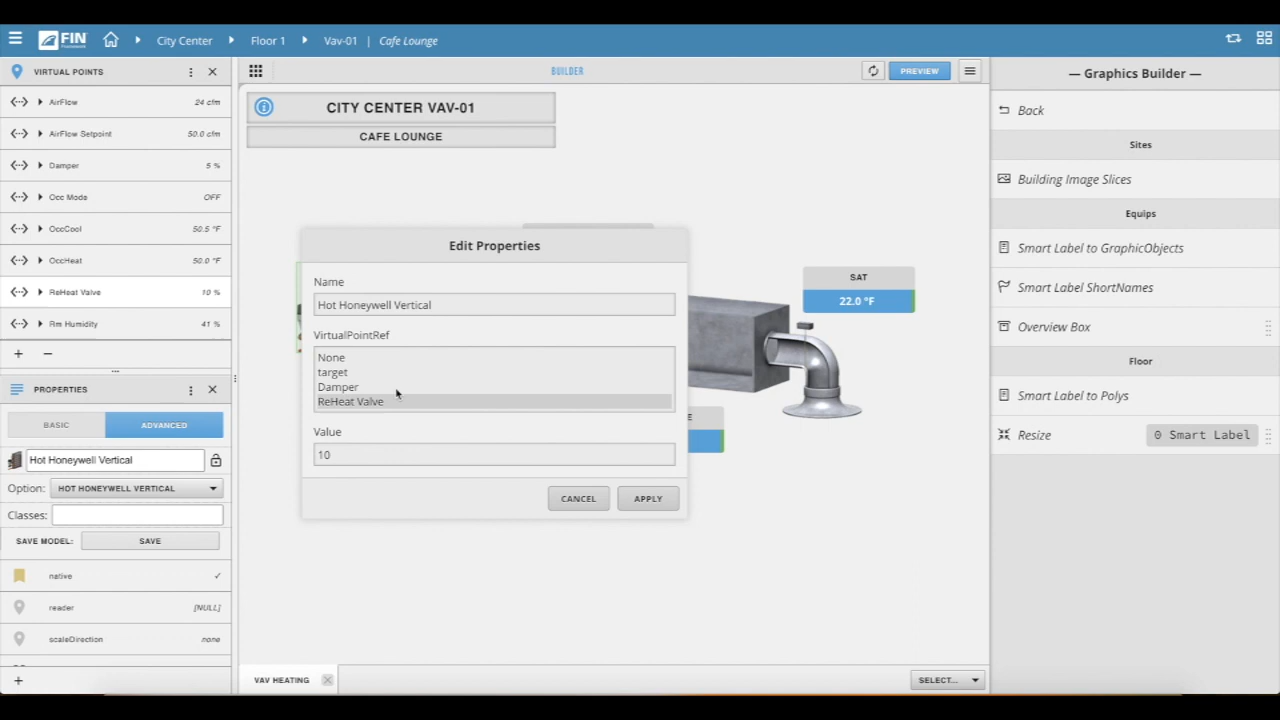 FIN
Framework
City Center
Floor 1
Vav-01 | Cafe Lounge
VIRTUAL POINTS
AirFlow 24 cfm
AirFlow Setpoint 50.0 cfm
Damper 5 %
Occ Mode OFF
OccCool 50.5 °F
OccHeat 50.0 °F
ReHeat Valve 10 %
Rm Humidity 41 %
PROPERTIES
BASIC ADVANCED
Hot Honeywell Vertical
Option: HOT HONEYWELL VERTICAL
Classes:
SAVE MODEL: SAVE
native ✓
reader [NULL]
scaleDirection none
BUILDER
PREVIEW
CITY CENTER VAV-01
CAFE LOUNGE
Edit Properties
Name
Hot Honeywell Vertical
VirtualPointRef
None
target
Damper
ReHeat Valve
Value
10
CANCEL APPLY
SAT
22.0 °F
VAV HEATING
SELECT...
— Graphics Builder —
Back
Sites
Building Image Slices
Equips
Smart Label to GraphicObjects
Smart Label ShortNames
Overview Box
Floor
Smart Label to Polys
Resize 0 Smart Label